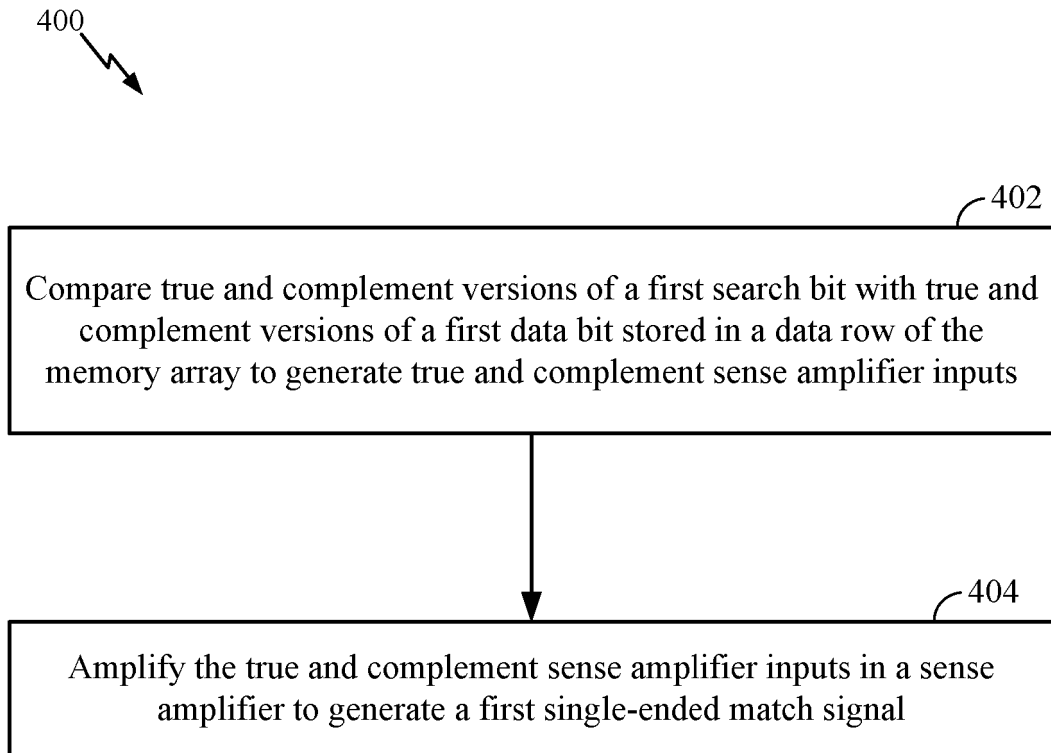 400
402
Compare true and complement versions of a first search bit with true and
complement versions of a first data bit stored in a data row of the
memory array to generate true and complement sense amplifier inputs
404
Amplify the true and complement sense amplifier inputs in a sense
amplifier to generate a first single-ended match signal